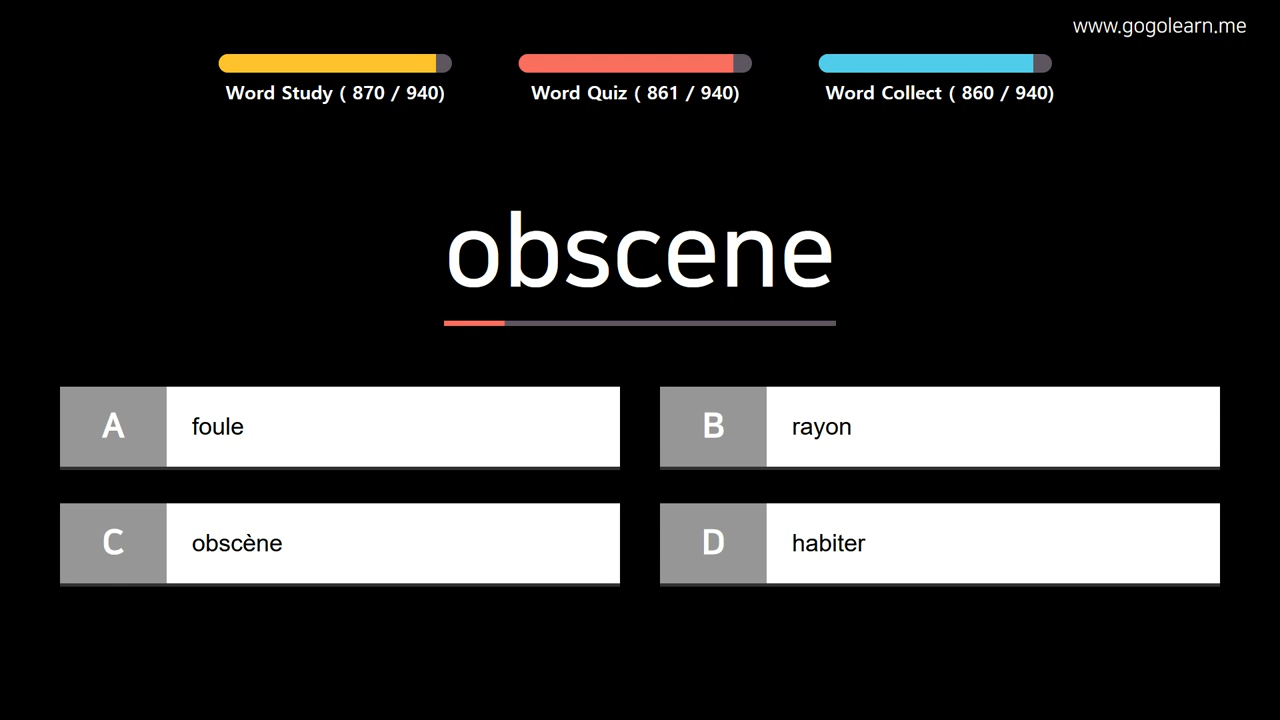 www.gogolearn.me
Word Study ( 870 / 940)
Word Quiz ( 861 / 940)
Word Collect ( 860 / 940)
obscene
A foule
B rayon
C obscène
D habiter